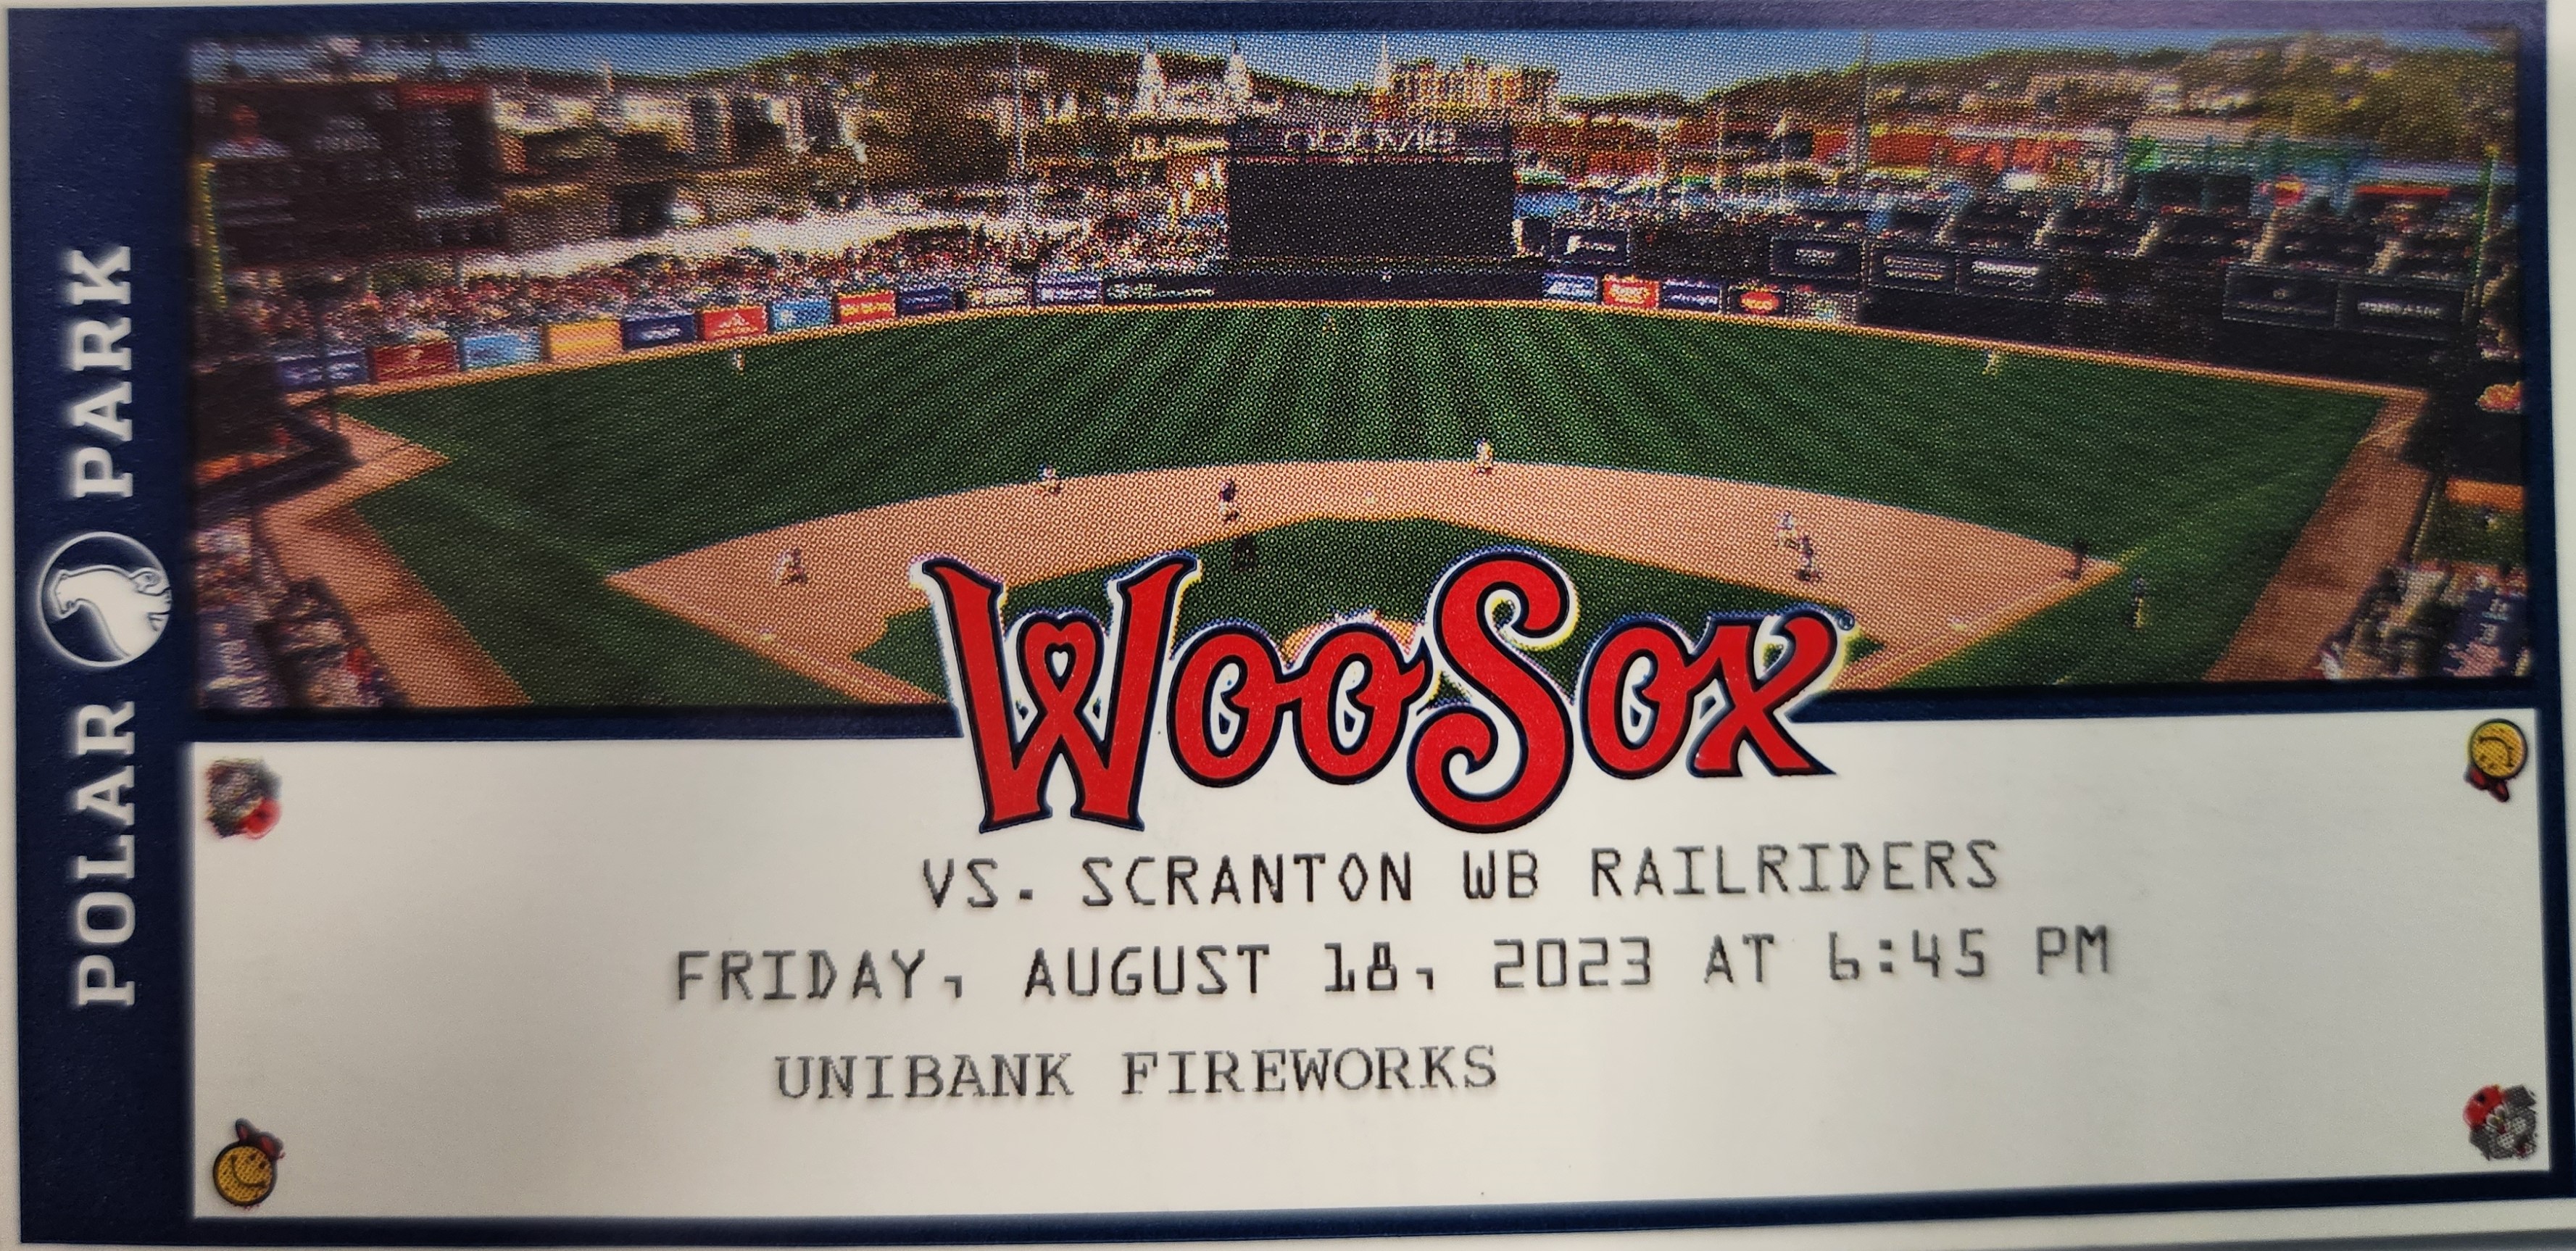 POLAR PARK
WooSox
VS. SCRANTON WB RAILRIDERS
FRIDAY, AUGUST 18, 2023 AT 6:45 PM
UNIBANK FIREWORKS